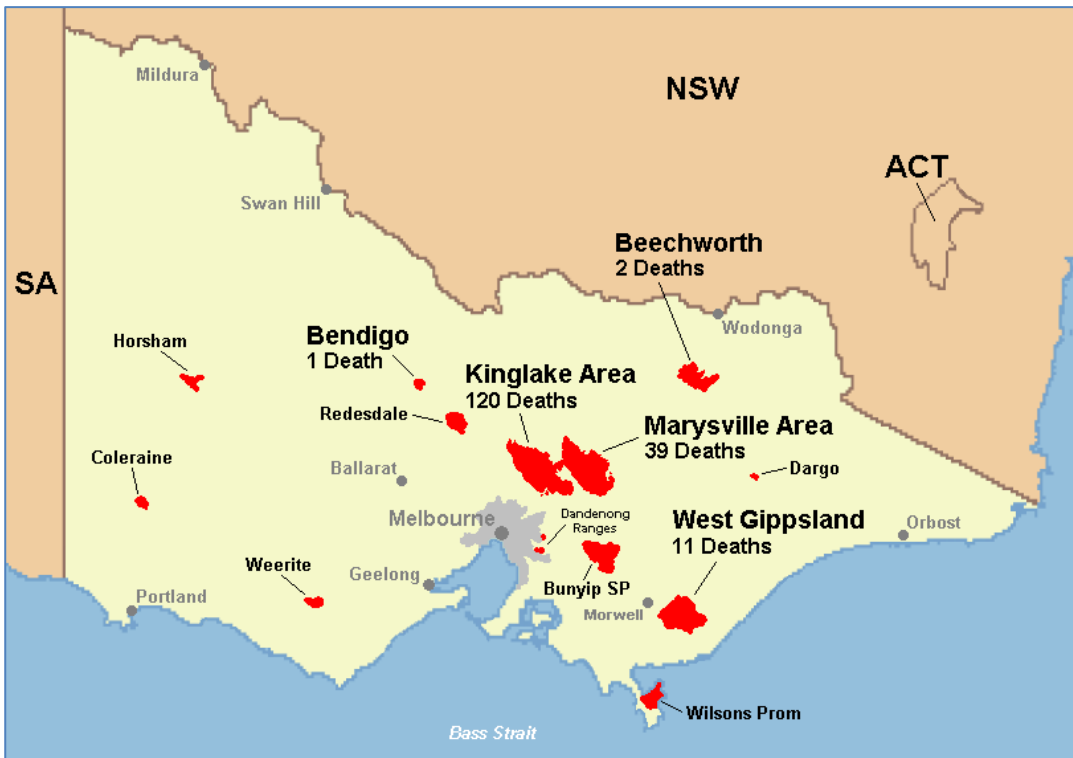 Mildura
NSW
ACT
Swan Hill
Beechworth
2 Deaths
SA
Wodonga
Horsham
Bendigo
1 Death
Kinglake Area
120 Deaths
Redesdale
Marysville Area
39 Deaths
Coleraine
Ballarat
Dargo
Melbourne
Dandenong
Ranges
West Gippsland
11 Deaths
Orbost
Weerite
Geelong
Bunyip SP
Portland
Morwell
Wilsons Prom
Bass Strait